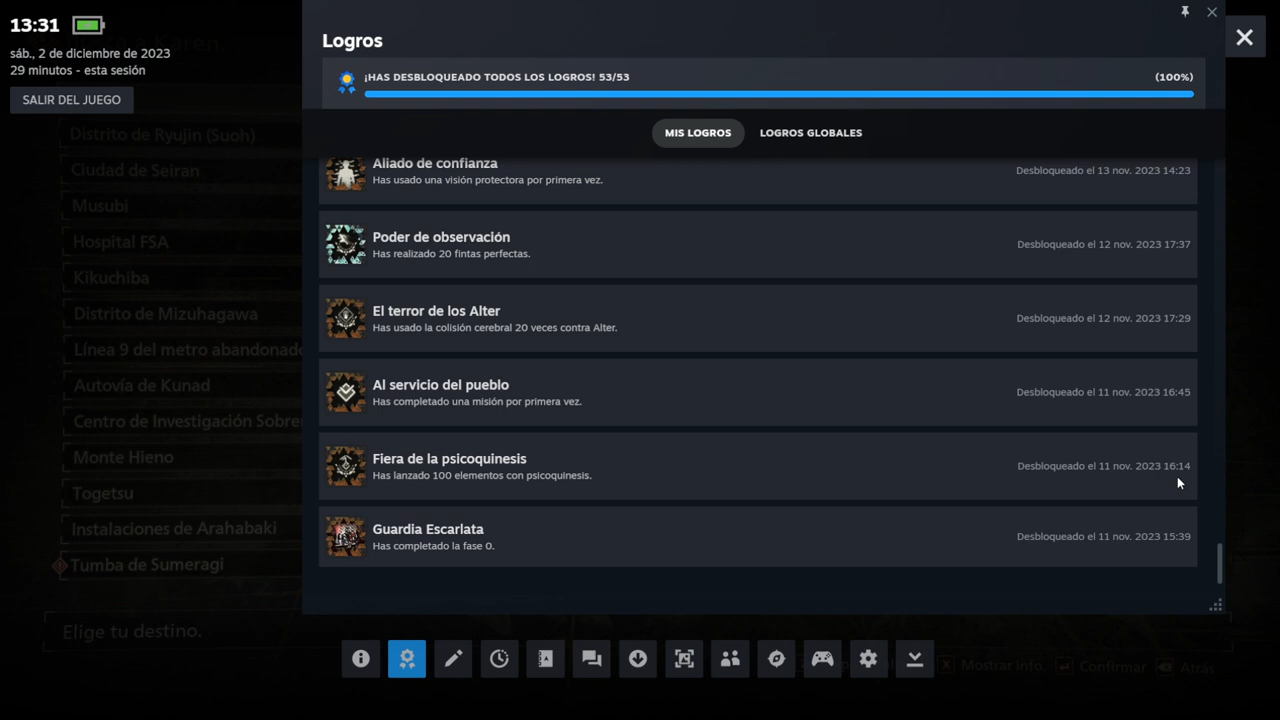 13:31
sáb., 2 de diciembre de 2023
29 minutos - esta sesión
SALIR DEL JUEGO
Logros
¡HAS DESBLOQUEADO TODOS LOS LOGROS! 53/53
(100%)
MIS LOGROS
LOGROS GLOBALES
Aliado de confianza
Has usado una visión protectora por primera vez.
Desbloqueado el 13 nov. 2023 14:23
Poder de observación
Has realizado 20 fintas perfectas.
Desbloqueado el 12 nov. 2023 17:37
El terror de los Alter
Has usado la colisión cerebral 20 veces contra Alter.
Desbloqueado el 12 nov. 2023 17:29
Al servicio del pueblo
Has completado una misión por primera vez.
Desbloqueado el 11 nov. 2023 16:45
Fiera de la psicoquinesis
Has lanzado 100 elementos con psicoquinesis.
Desbloqueado el 11 nov. 2023 16:14
Guardia Escarlata
Has completado la fase 0.
Desbloqueado el 11 nov. 2023 15:39
Distrito de Ryujin (Suoh)
Ciudad de Seiran
Musubi
Hospital FSA
Kikuchiba
Distrito de Mizuhagawa
Línea 9 del metro abandonado
Autovía de Kunad
Centro de Investigación Sobre
Monte Hieno
Togetsu
Instalaciones de Arahabaki
Tumba de Sumeragi
Elige tu destino.
X Mostrar info.
Confirmar
Atrás